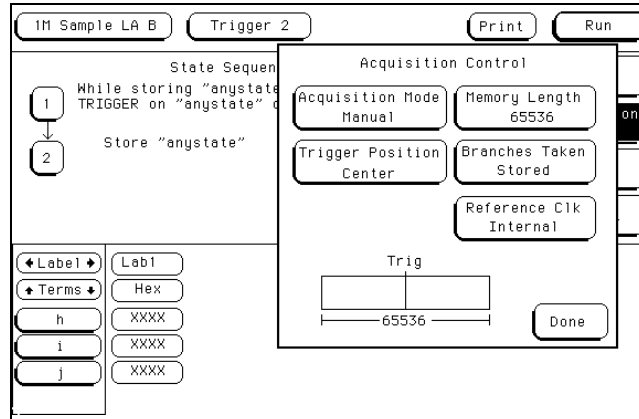 1M Sample LA B
Trigger 2
Print
Run
State Sequen
While storing "anystate
TRIGGER on "anystate"
1
2
Store "anystate"
on
Acquisition Control
Acquisition Mode
Manual
Memory Length
65536
Trigger Position
Center
Branches Taken
Stored
Reference Clk
Internal
Trig
65536
Done
Label
Lab1
Terms
Hex
h
XXXX
i
XXXX
j
XXXX